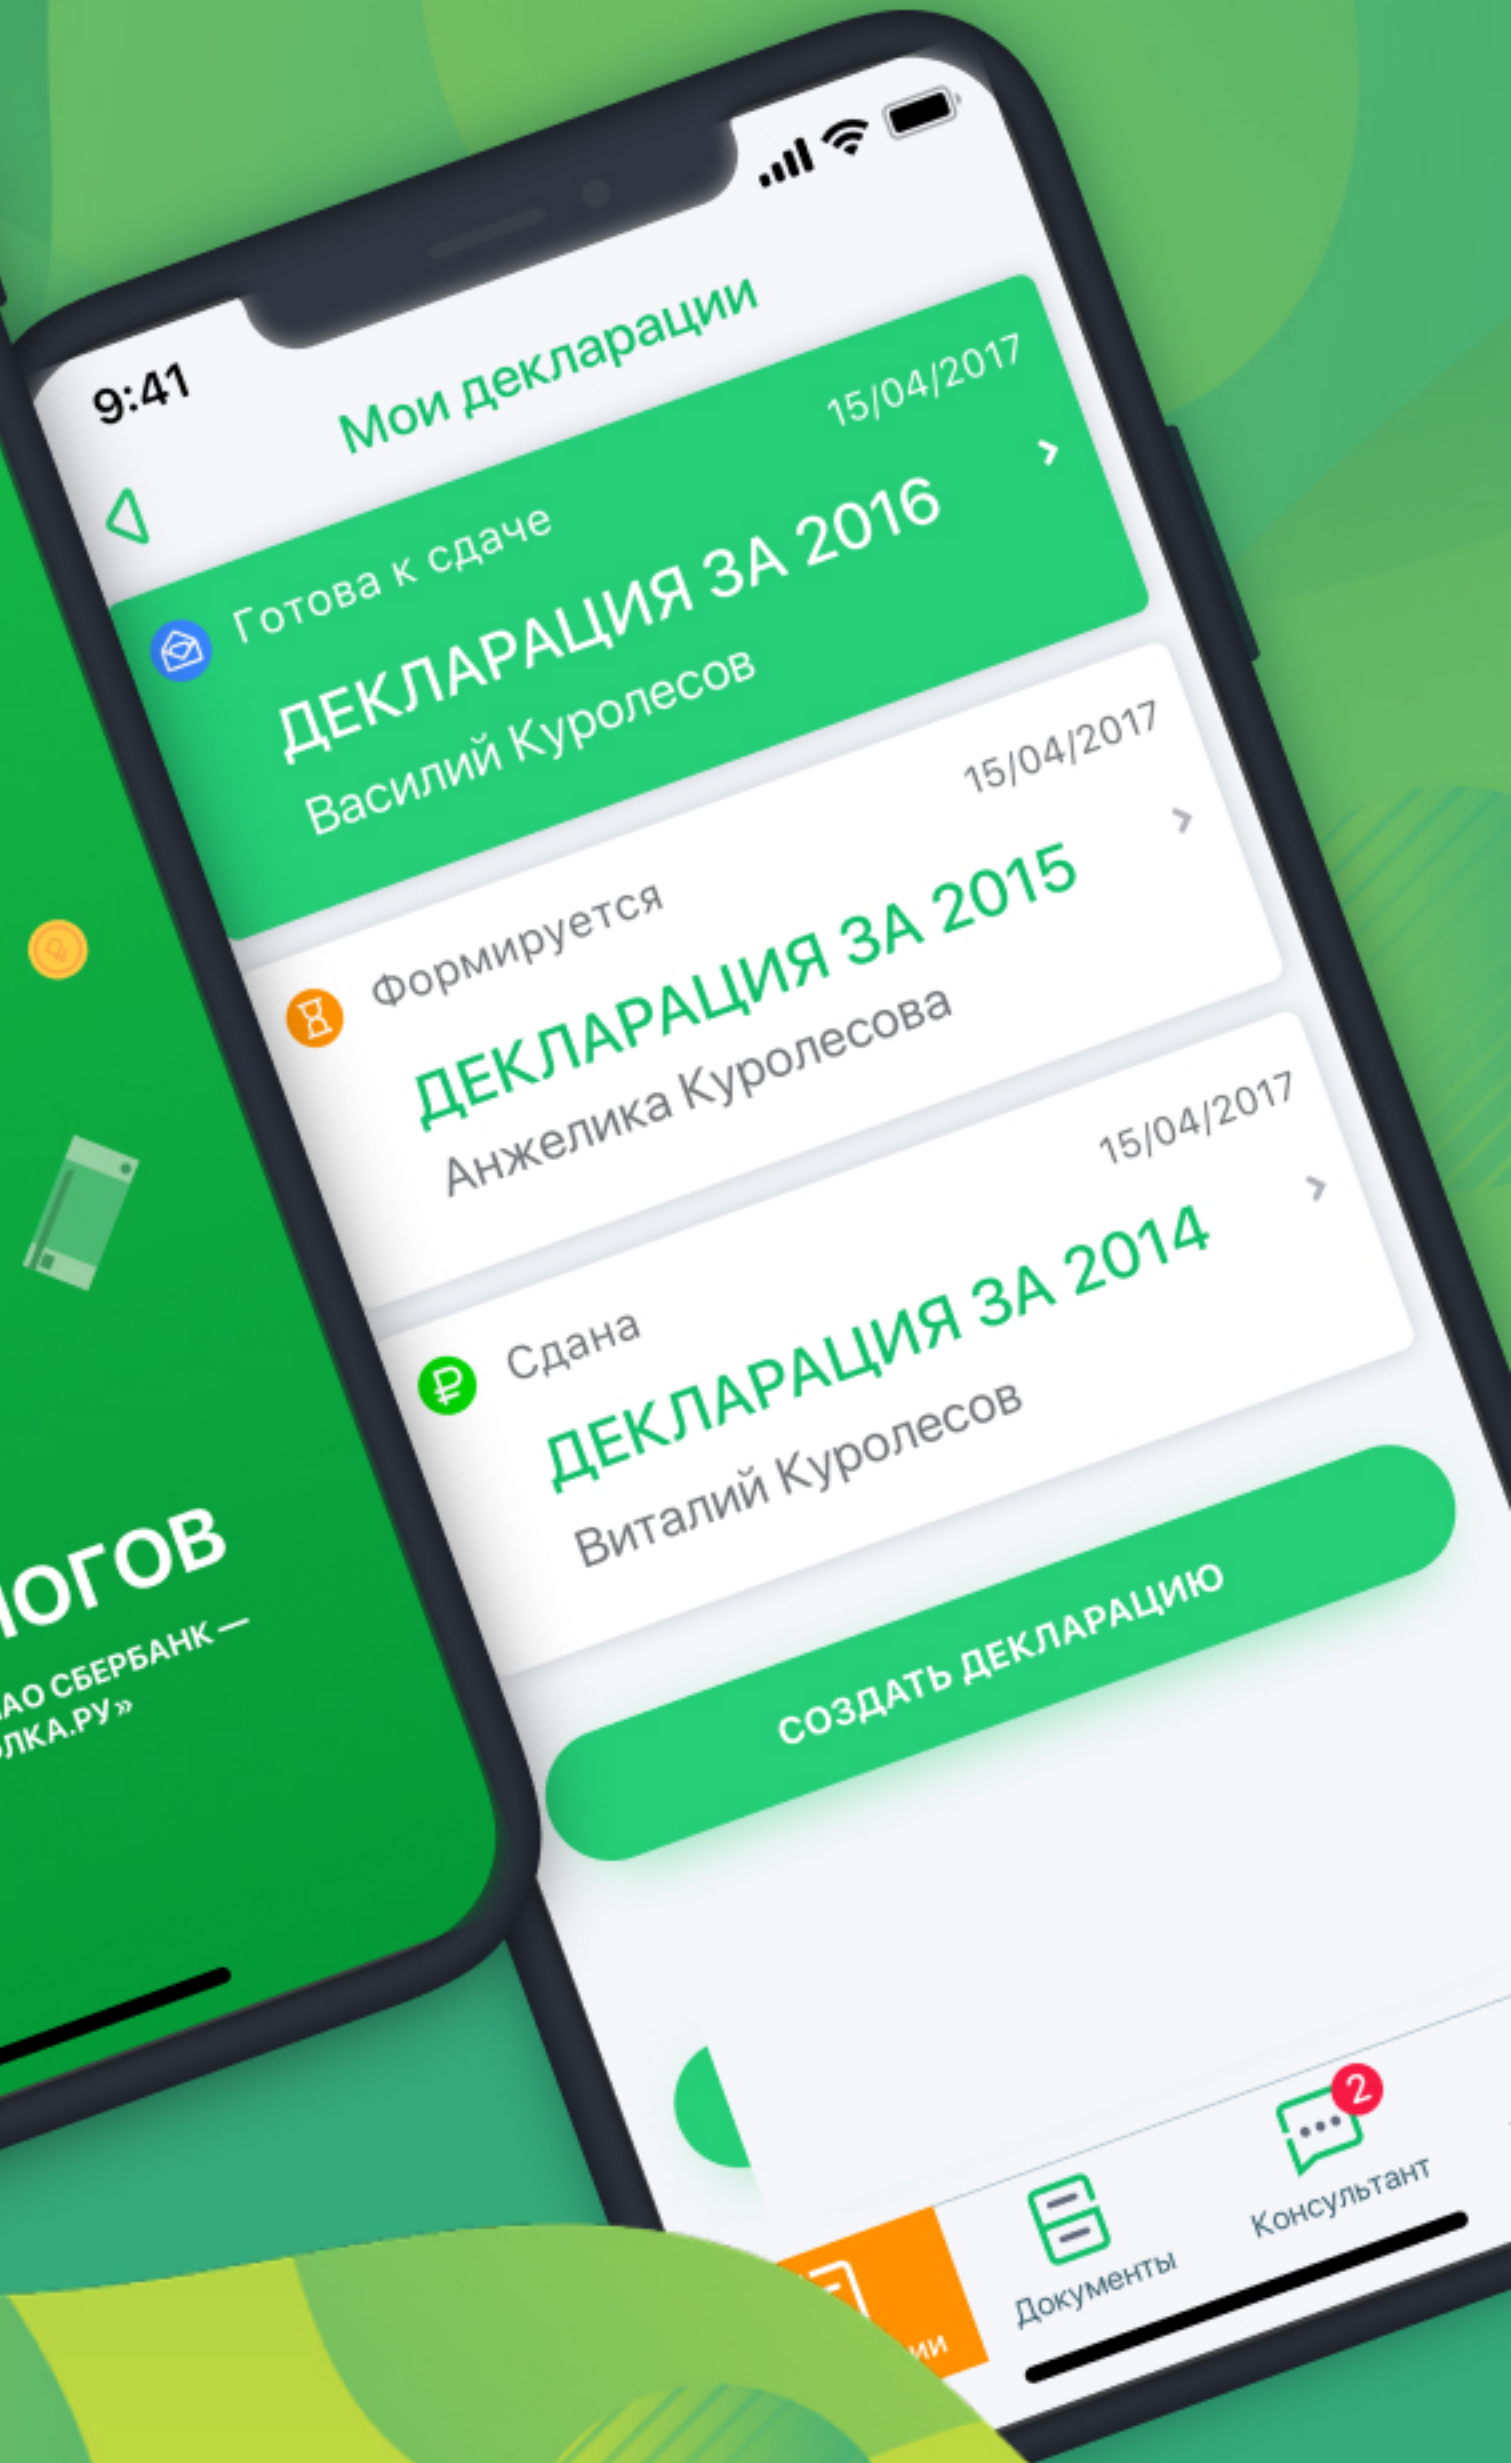 9:41
Мои декларации
15/04/2017
Готова к сдаче
ДЕКЛАРАЦИЯ ЗА 2016
Василий Куролесов
15/04/2017
Формируется
ДЕКЛАРАЦИЯ ЗА 2015
Анжелика Куролесова
15/04/2017
Сдана
ДЕКЛАРАЦИЯ ЗА 2014
Виталий Куролесов
СОЗДАТЬ ДЕКЛАРАЦИЮ
2
Документы
Консультант
СБЕРБАНК —